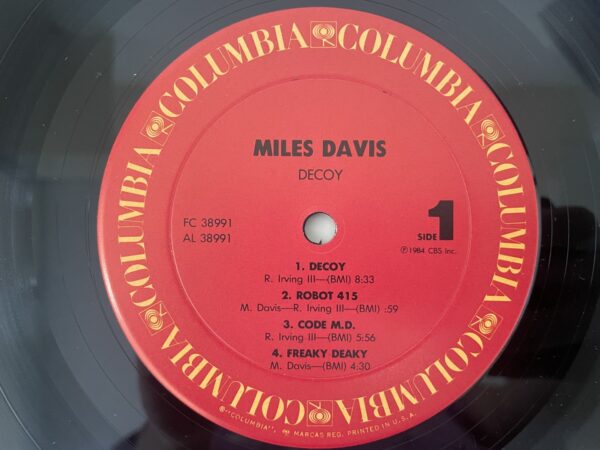 COLUMBIA COLUMBIA COLUMBIA COLUMBIA COLUMBIA COLUMBIA COLUMBIA COLUMBIA
MILES DAVIS
DECOY
FC 38991
AL 38991
SIDE 1
℗ 1984 CBS Inc.
1. DECOY
R. Irving III—(BMI) 8:33
2. ROBOT 415
M. Davis—R. Irving III—(BMI) :59
3. CODE M.D.
R. Irving III—(BMI) 5:56
4. FREAKY DEAKY
M. Davis—(BMI) 4:30
® "COLUMBIA", MARCAS REG. PRINTED IN U.S.A.